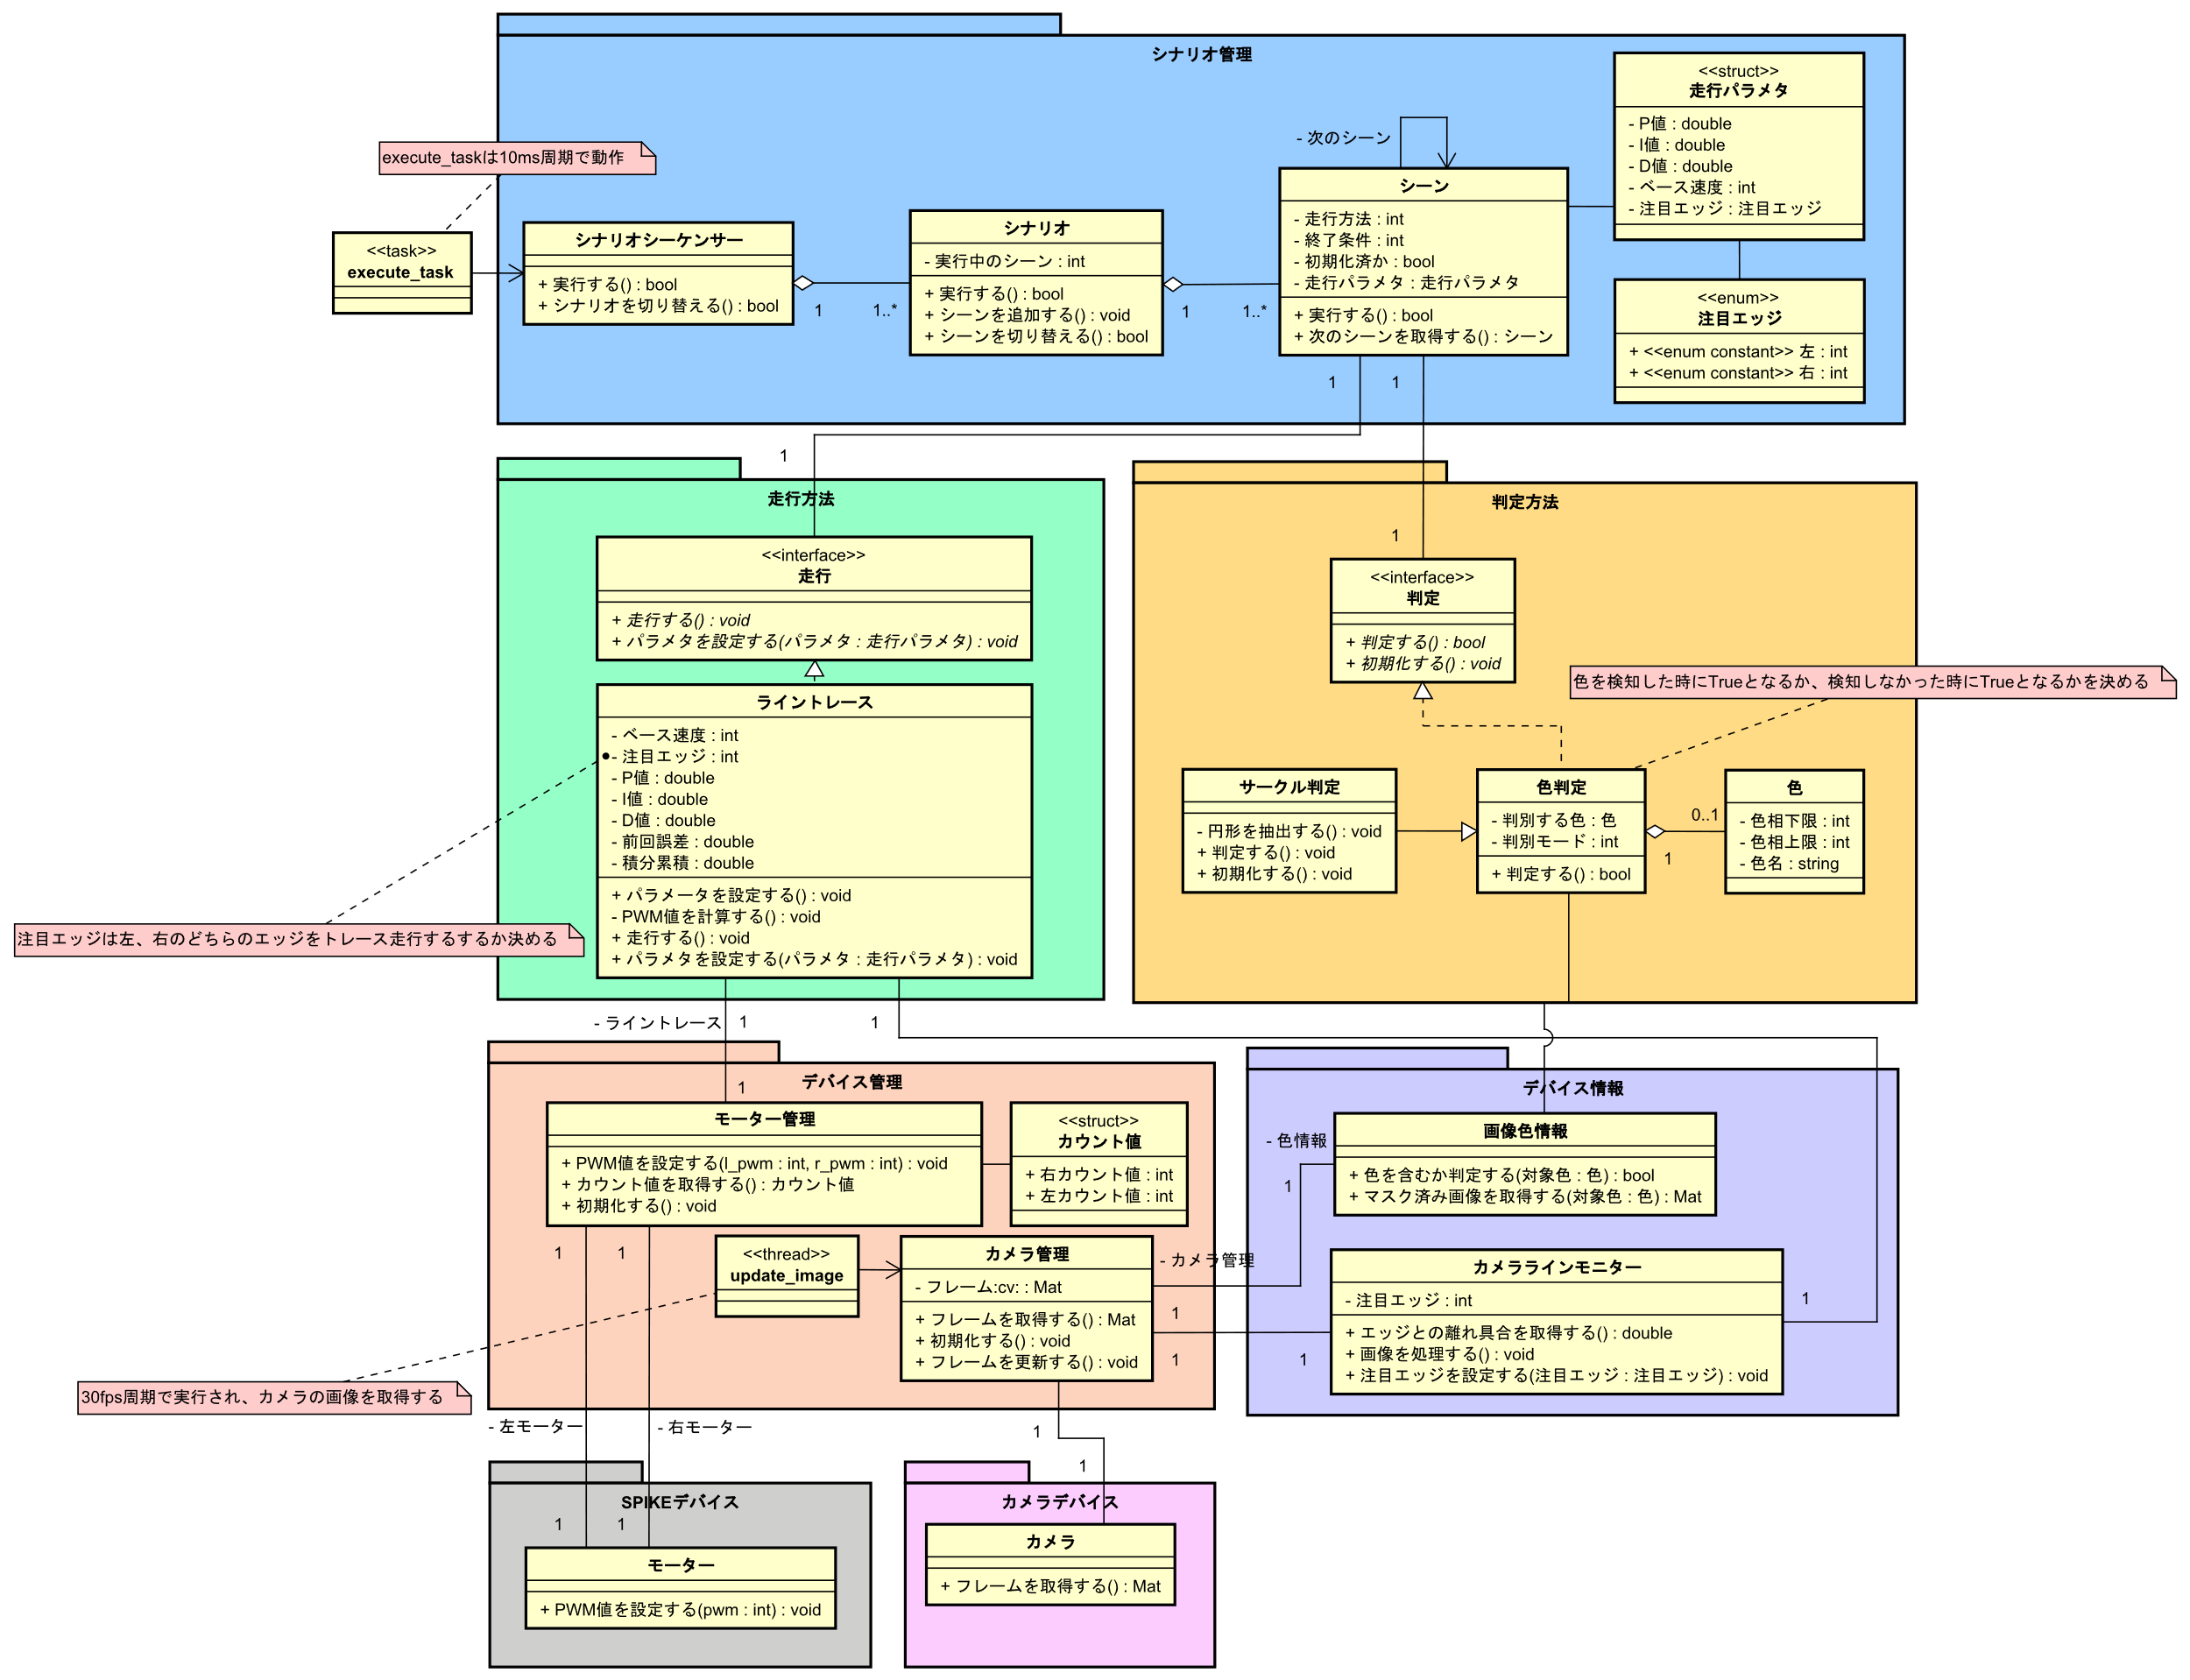 シナリオ管理
<<struct>>
走行パラメタ
- P値 : double
- I値 : double
- D値 : double
- ベース速度 : int
- 注目エッジ : 注目エッジ
execute_taskは10ms周期で動作
- 次のシーン
<<task>>
execute_task
シナリオシーケンサー
+ 実行する() : bool
+ シナリオを切り替える() : bool
1
1..*
シナリオ
- 実行中のシーン : int
+ 実行する() : bool
+ シーンを追加する() : void
+ シーンを切り替える() : bool
1
1..*
シーン
- 走行方法 : int
- 終了条件 : int
- 初期化済か : bool
- 走行パラメタ : 走行パラメタ
+ 実行する() : bool
+ 次のシーンを取得する() : シーン
<<enum>>
注目エッジ
+ <<enum constant>> 左 : int
+ <<enum constant>> 右 : int
1
1
1
走行方法
<<interface>>
走行
+ 走行する() : void
+ パラメタを設定する(パラメタ : 走行パラメタ) : void
ライントレース
- ベース速度 : int
- 注目エッジ : int
- P値 : double
- I値 : double
- D値 : double
- 前回誤差 : double
- 積分累積 : double
+ パラメータを設定する() : void
- PWM値を計算する() : void
+ 走行する() : void
+ パラメタを設定する(パラメタ : 走行パラメタ) : void
注目エッジは左、右のどちらのエッジをトレース走行するするか決める
判定方法
1
<<interface>>
判定
+ 判定する() : bool
+ 初期化する() : void
色を検知した時にTrueとなるか、検知しなかった時にTrueとなるかを決める
サークル判定
- 円形を抽出する() : void
+ 判定する() : void
+ 初期化する() : void
色判定
- 判別する色 : 色
- 判別モード : int
+ 判定する() : bool
0..1
1
色
- 色相下限 : int
- 色相上限 : int
- 色名 : string
- ライントレース
1
1
デバイス管理
1
モーター管理
+ PWM値を設定する(l_pwm : int, r_pwm : int) : void
+ カウント値を取得する() : カウント値
+ 初期化する() : void
<<struct>>
カウント値
+ 右カウント値 : int
+ 左カウント値 : int
1
1
<<thread>>
update_image
カメラ管理
- フレーム:cv: : Mat
+ フレームを取得する() : Mat
+ 初期化する() : void
+ フレームを更新する() : void
30fps周期で実行され、カメラの画像を取得する
デバイス情報
- 色情報
1
画像色情報
+ 色を含むか判定する(対象色 : 色) : bool
+ マスク済み画像を取得する(対象色 : 色) : Mat
- カメラ管理
1
1
1
カメララインモニター
- 注目エッジ : int
+ エッジとの離れ具合を取得する() : double
+ 画像を処理する() : void
+ 注目エッジを設定する(注目エッジ : 注目エッジ) : void
1
- 左モーター
- 右モーター
1
1
SPIKEデバイス
1
1
モーター
+ PWM値を設定する(pwm : int) : void
カメラデバイス
カメラ
+ フレームを取得する() : Mat